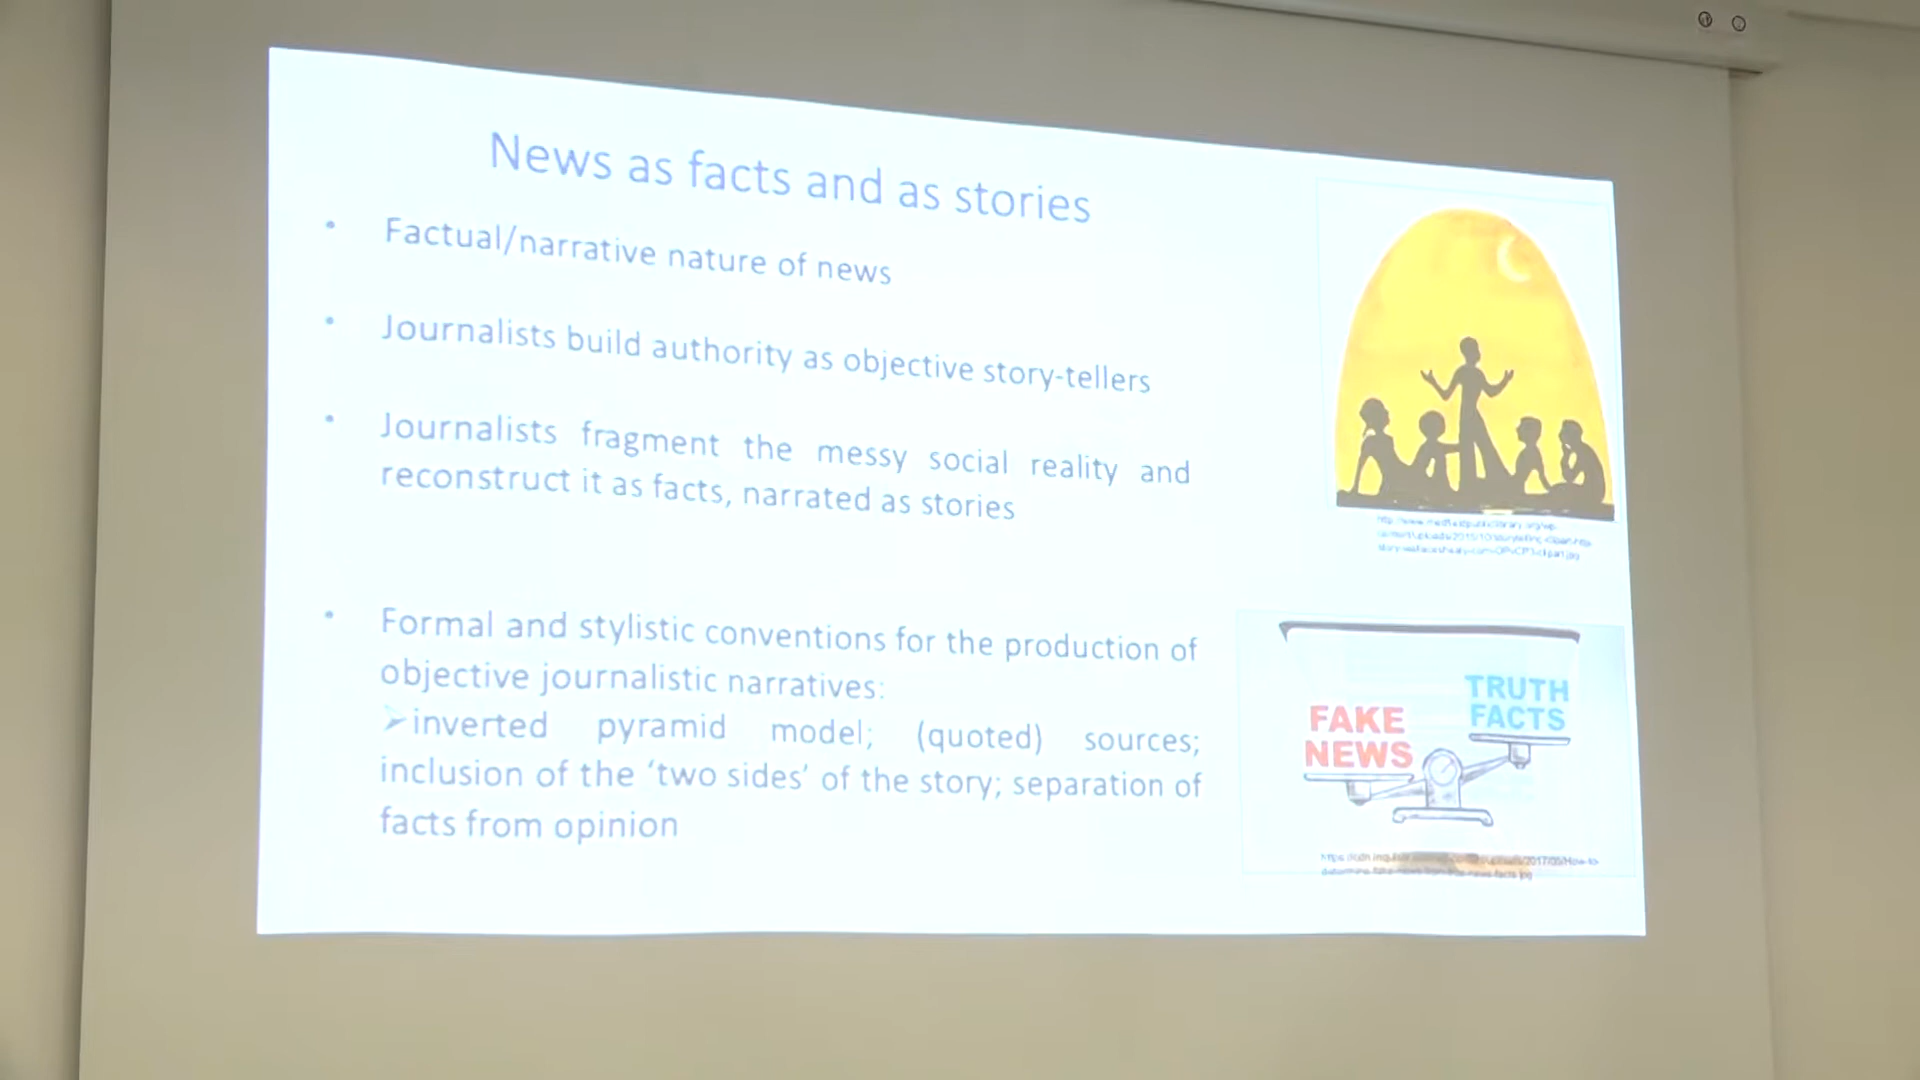 News as facts and as stories
• Factual/narrative nature of news
• Journalists build authority as objective story-tellers
• Journalists fragment the messy social reality and
reconstruct it as facts, narrated as stories
• Formal and stylistic conventions for the production of
objective journalistic narratives:
➤inverted pyramid model; (quoted) sources;
inclusion of the ‘two sides’ of the story; separation of
facts from opinion
TRUTH
FACTS
FAKE
NEWS